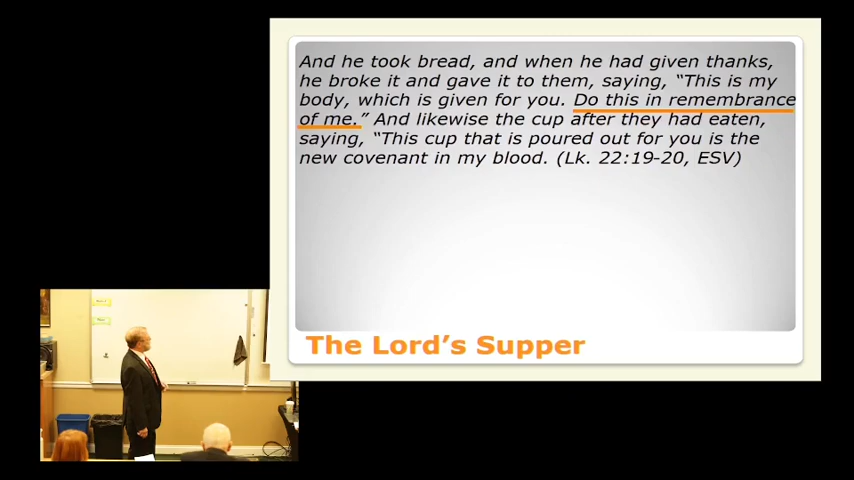 And he took bread, and when he had given thanks,
he broke it and gave it to them, saying, “This is my
body, which is given for you. Do this in remembrance
of me.” And likewise the cup after they had eaten,
saying, “This cup that is poured out for you is the
new covenant in my blood. (Lk. 22:19-20, ESV)
The Lord’s Supper